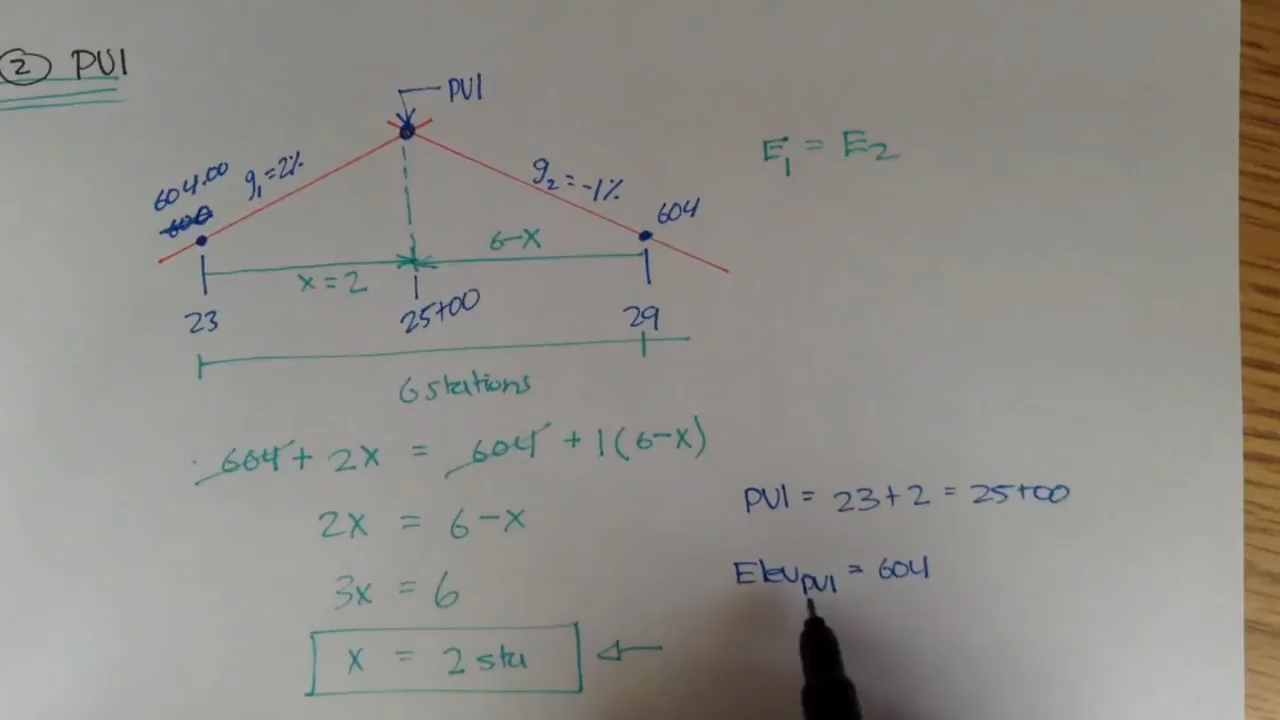 ② PVI
PVI
E₁ = E₂
604.00
600
g₁ = 2%
g₂ = -1%
604
x = 2
6-x
23
25+00
29
6 stations
604 + 2x = 604 + 1(6-x)
2x = 6-x
3x = 6
x = 2 sta
PVI = 23+2 = 25+00
Elev PVI = 604